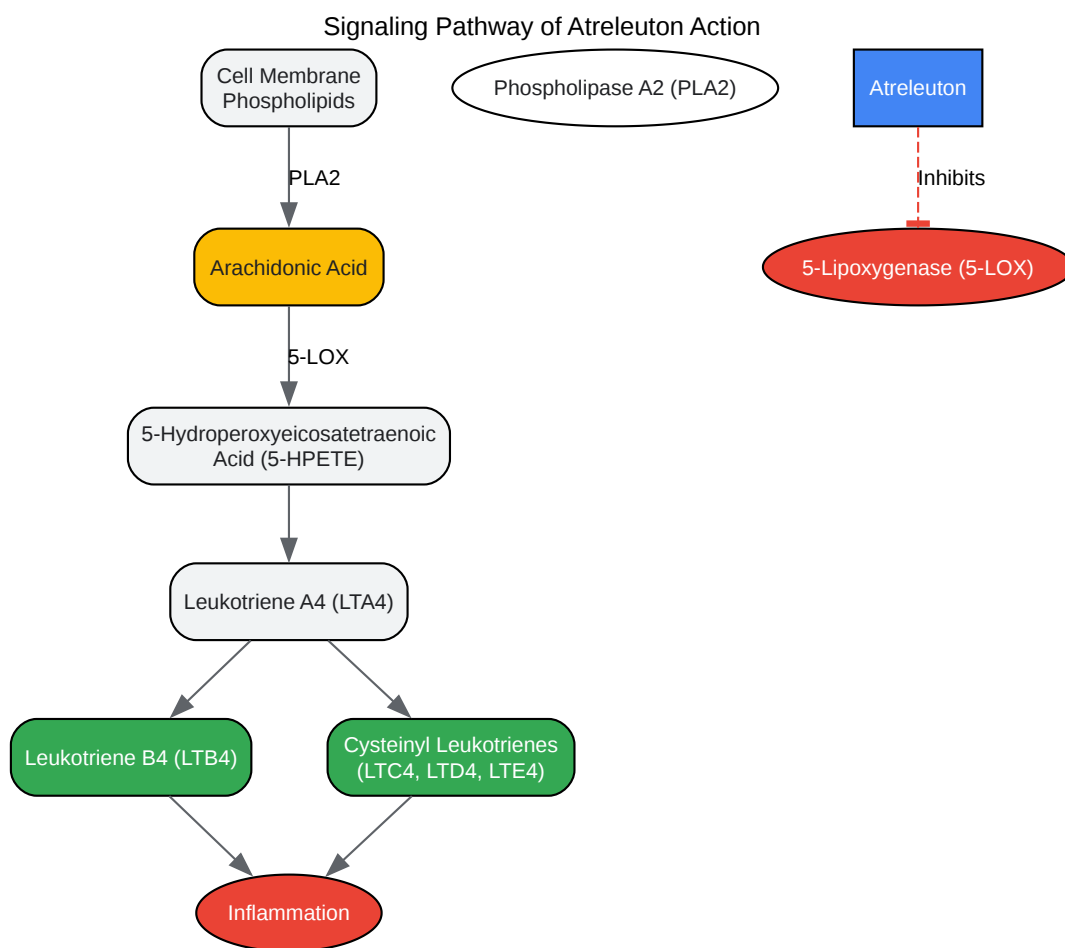 Signaling Pathway of Atreleuton Action
Cell Membrane
Phospholipids
Phospholipase A2 (PLA2)
Atreleuton
PLA2
Inhibits
Arachidonic Acid
5-Lipoxygenase (5-LOX)
5-LOX
5-Hydroperoxyeicosatetraenoic
Acid (5-HPETE)
Leukotriene A4 (LTA4)
Leukotriene B4 (LTB4)
Cysteinyl Leukotrienes
(LTC4, LTD4, LTE4)
Inflammation